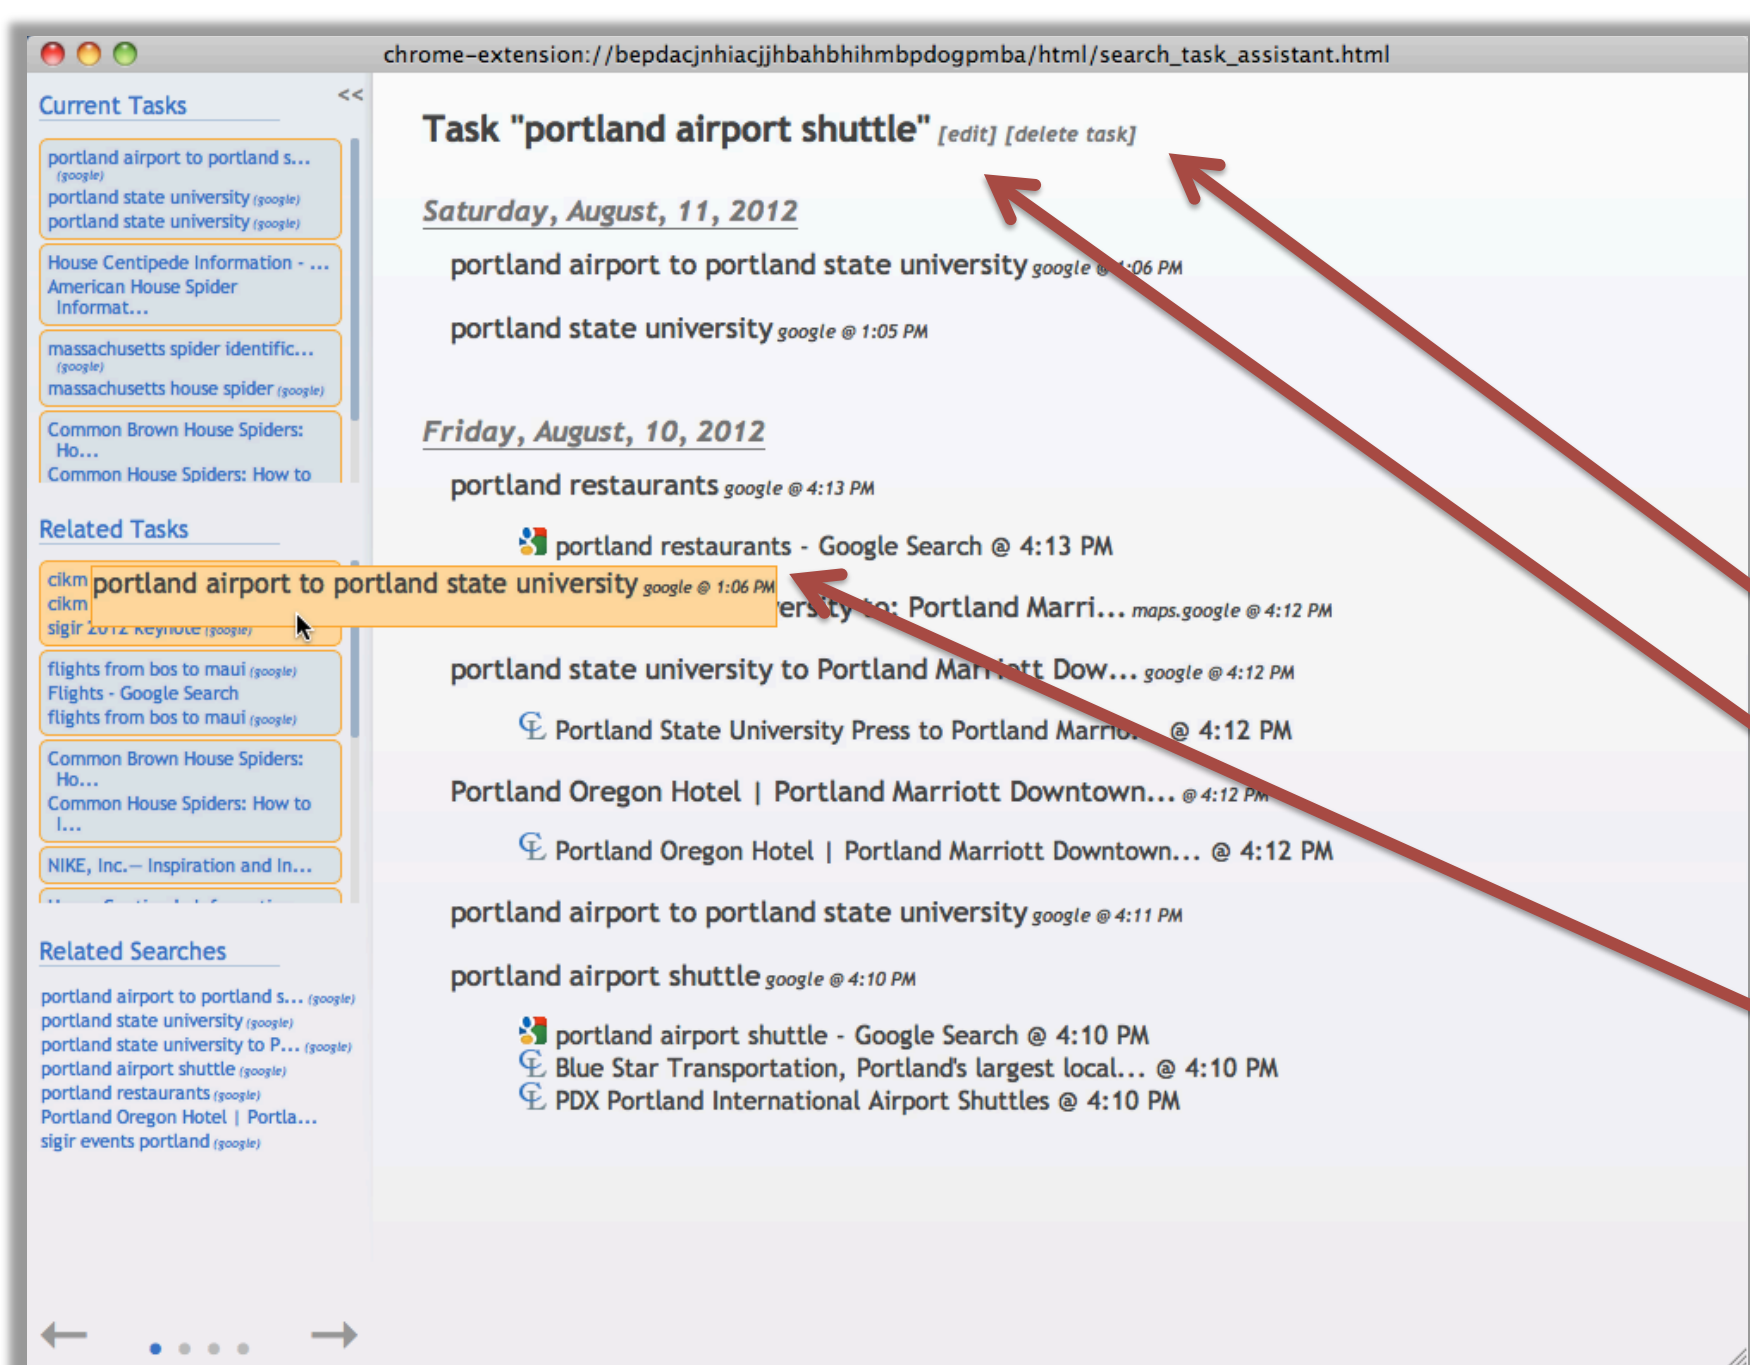 chrome-extension://bepdacjnhiacjjhbahbhihmbpdogpmba/html/search_task_assistant.html
<<
Current Tasks
portland airport to portland s...
(google)
portland state university (google)
portland state university (google)
House Centipede Information - ...
American House Spider
Informat...
massachusetts spider identific...
(google)
massachusetts house spider (google)
Common Brown House Spiders:
Ho...
Common House Spiders: How to
Related Tasks
cikm
cikm
sigir 2012 keynote (google)
flights from bos to maui (google)
Flights - Google Search
flights from bos to maui (google)
Common Brown House Spiders:
Ho...
Common House Spiders: How to
I...
NIKE, Inc.— Inspiration and In...
Related Searches
portland airport to portland s... (google)
portland state university (google)
portland state university to P... (google)
portland airport shuttle (google)
portland restaurants (google)
Portland Oregon Hotel | Portla...
sigir events portland (google)
Task "portland airport shuttle" [edit] [delete task]
Saturday, August, 11, 2012
portland airport to portland state university google @ 1:06 PM
portland state university google @ 1:05 PM
Friday, August, 10, 2012
portland restaurants google @ 4:13 PM
portland restaurants - Google Search @ 4:13 PM
portland airport to portland state university google @ 1:06 PM
ersity to: Portland Marri... maps.google @ 4:12 PM
portland state university to Portland Marriott Dow... google @ 4:12 PM
Portland State University Press to Portland Marrio... @ 4:12 PM
Portland Oregon Hotel | Portland Marriott Downtown... @ 4:12 PM
Portland Oregon Hotel | Portland Marriott Downtown... @ 4:12 PM
portland airport to portland state university google @ 4:11 PM
portland airport shuttle google @ 4:10 PM
portland airport shuttle - Google Search @ 4:10 PM
Blue Star Transportation, Portland's largest local... @ 4:10 PM
PDX Portland International Airport Shuttles @ 4:10 PM